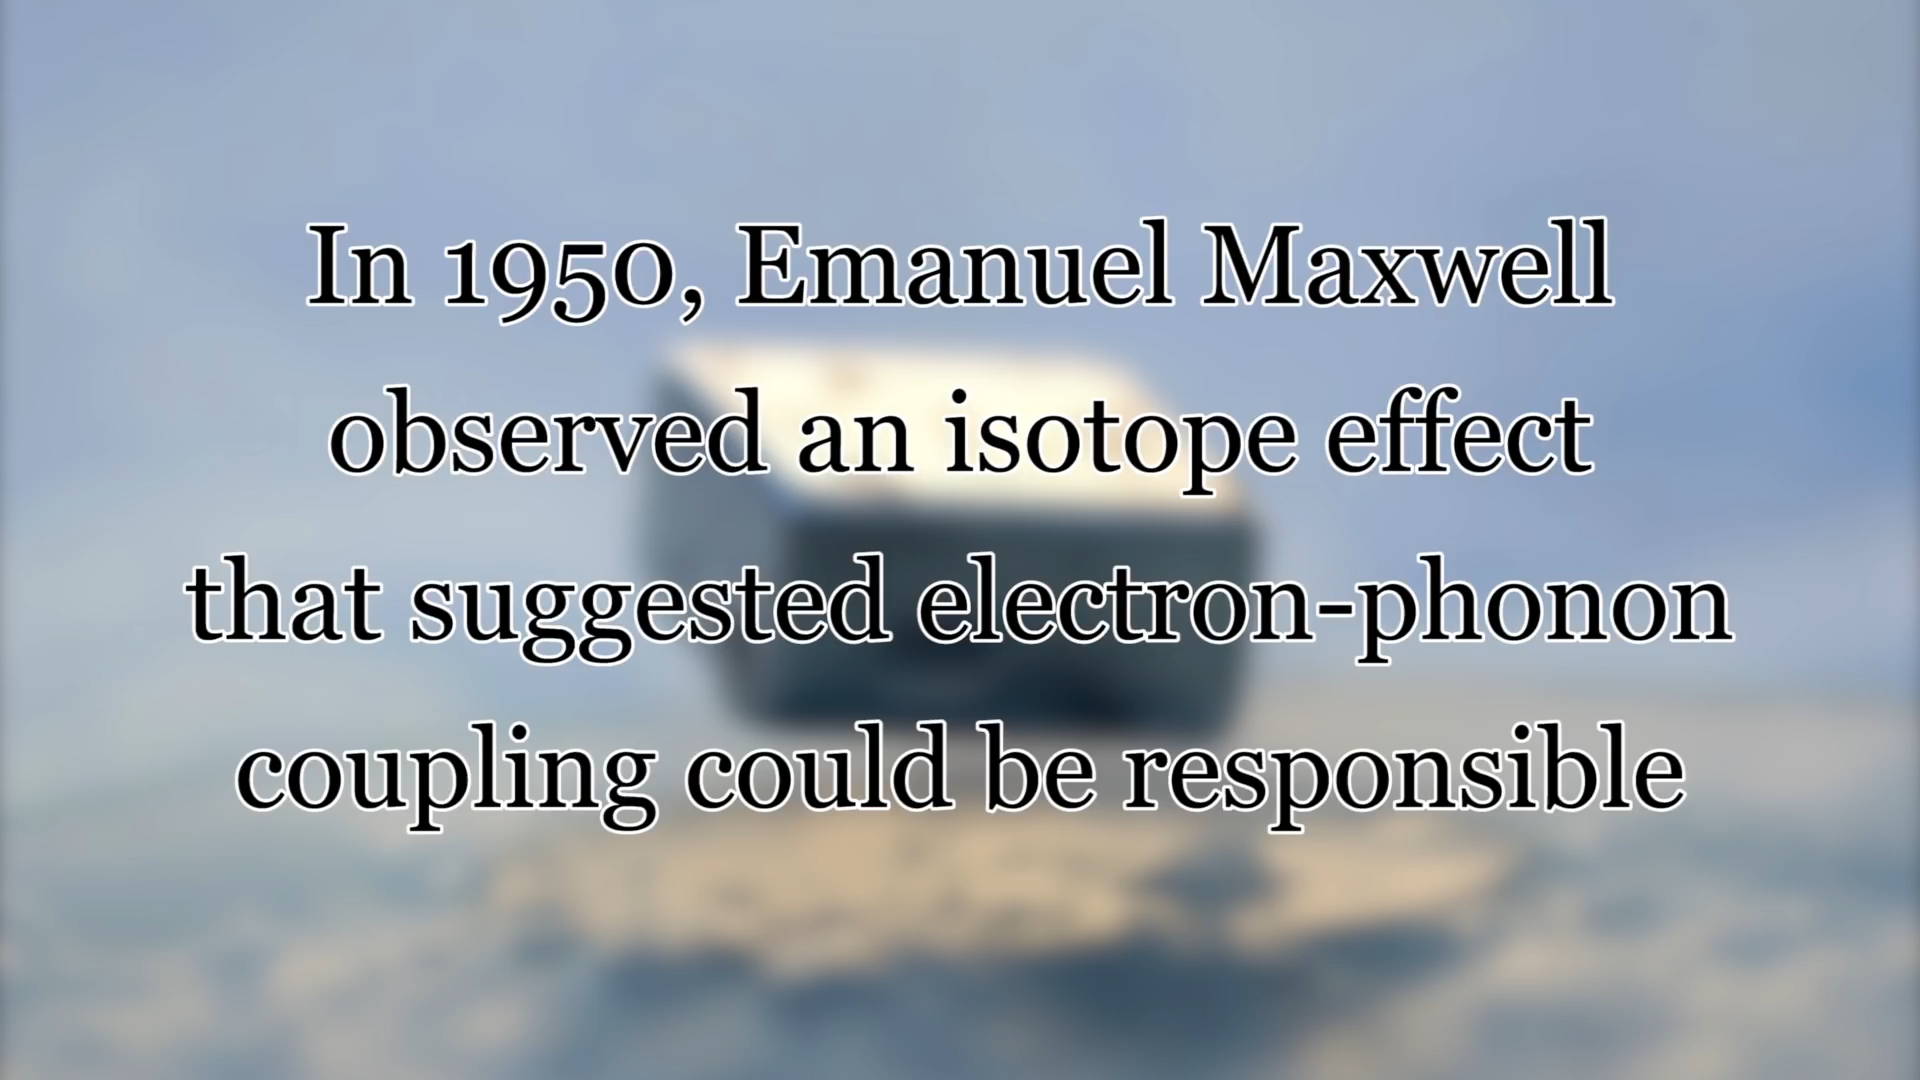 In 1950, Emanuel Maxwell
observed an isotope effect
that suggested electron-phonon
coupling could be responsible